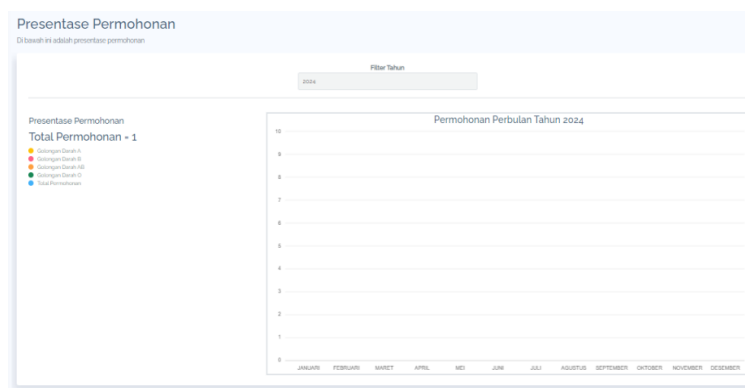 Presentase Permohonan
Di bawah ini adalah presentase permohonan
Filter Tahun
2024
Presentase Permohonan
Total Permohonan = 1
Golongan Darah A
Golongan Darah B
Golongan Darah AB
Golongan Darah O
Total Permohonan
Permohonan Perbulan Tahun 2024
10
9
8
7
6
5
4
3
2
1
0
JANUARI FEBRUARI MARET APRIL MEI JUNI JULI AGUSTUS SEPTEMBER OKTOBER NOVEMBER DESEMBER